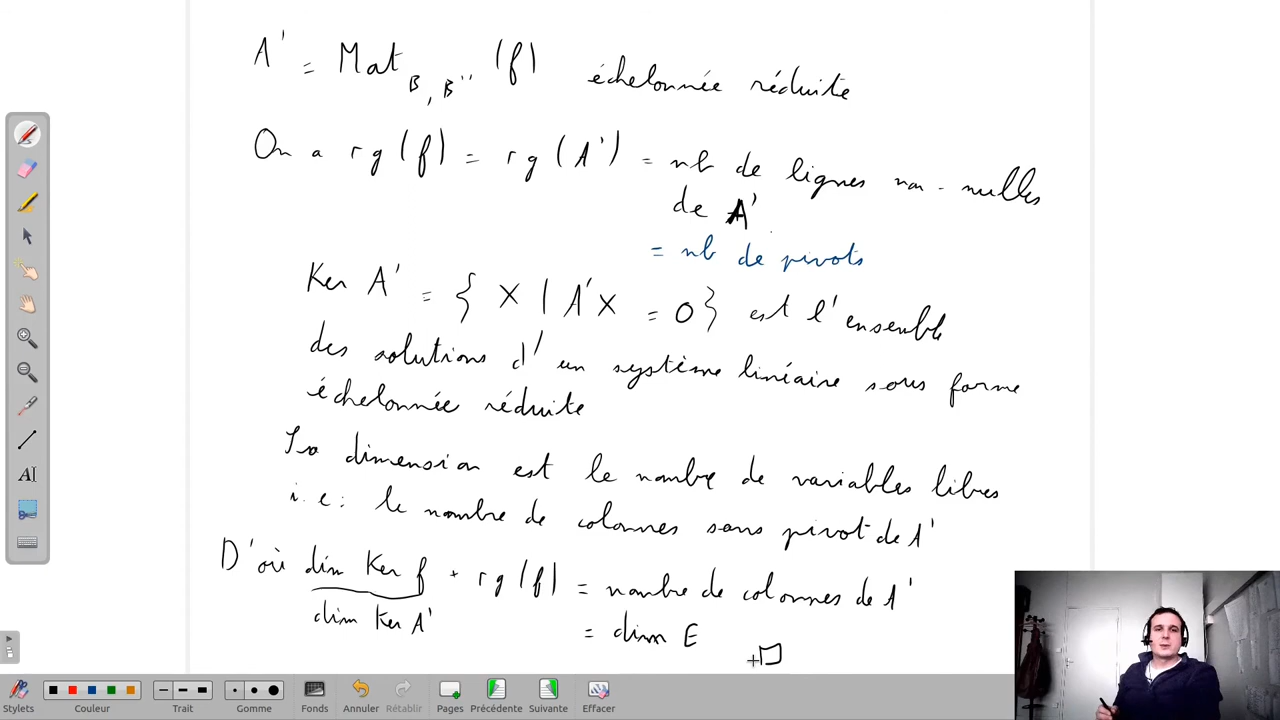 A' = Mat B, B'' (f) échelonnée réduite
On a rg(f) = rg(A') = nb de lignes non-nulles
de A'
= nb de pivots
Ker A' = { X | A'X = 0 } est l'ensemble
des solutions d'un système linéaire sous forme
échelonnée réduite
Sa dimension est le nombre de variables libres
i.e: le nombre de colonnes sans pivot de A'
D'où dim Ker f + rg(f) = nombre de colonnes de A'
dim Ker A'
= dim E □
Stylets
Couleur
Trait
Gomme
Fonds
Annuler
Rétablir
Pages
Précédente
Suivante
Effacer